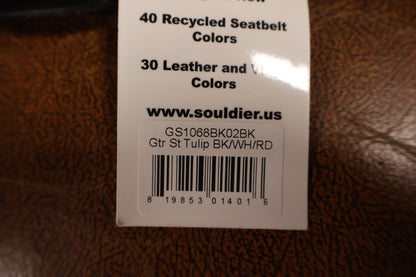 40 Recycled Seatbelt
Colors
30 Leather and
Colors
www.souldier.us
GS1068BK02BK
Gtr St Tulip BK/WH/RD
8 19853 01401 6